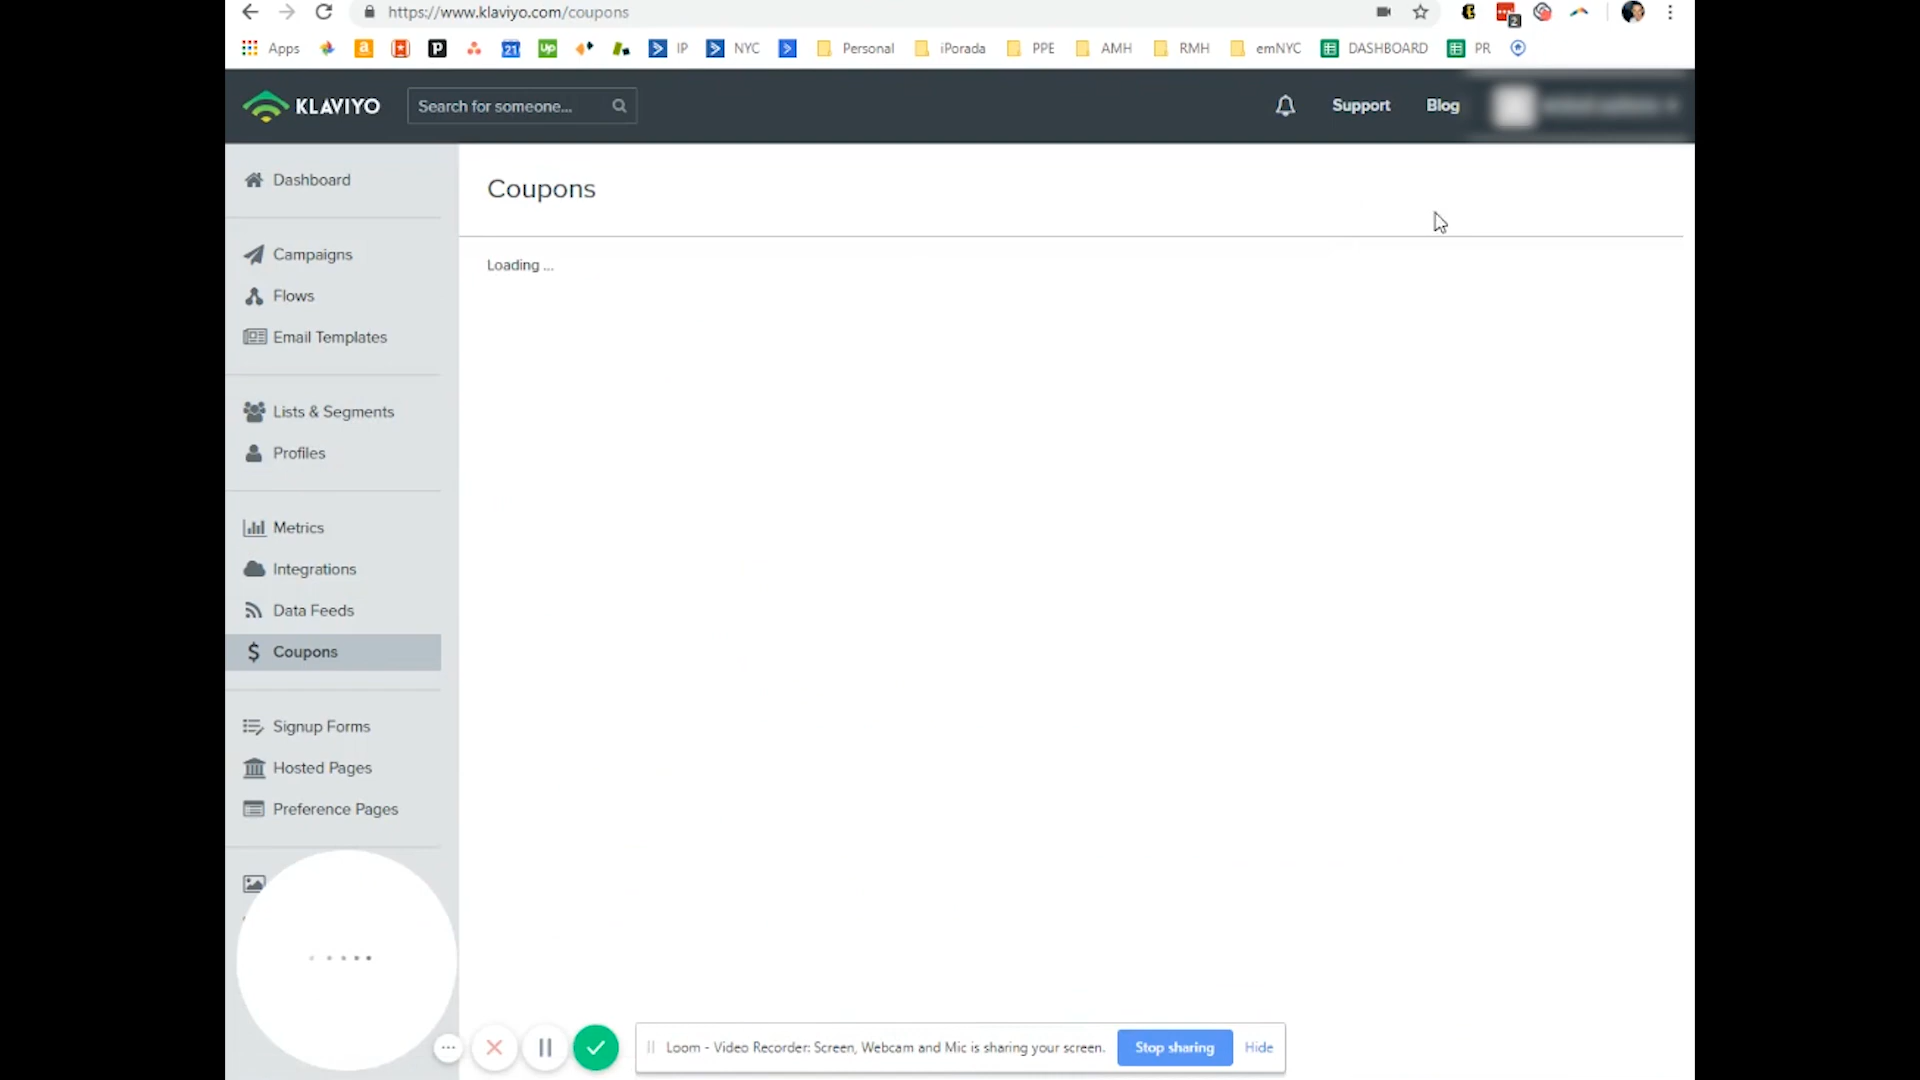 https://www.klaviyo.com/coupons
2
Apps a P 21 up IP NYC Personal iPorada PPE AMH RMH emNYC DASHBOARD PR
KLAVIYO Search for someone... Support Blog
Dashboard
Coupons
Campaigns
Loading ...
Flows
Email Templates
Lists & Segments
Profiles
Metrics
Integrations
Data Feeds
$ Coupons
Signup Forms
Hosted Pages
Preference Pages
Loom - Video Recorder: Screen, Webcam and Mic is sharing your screen. Stop sharing Hide